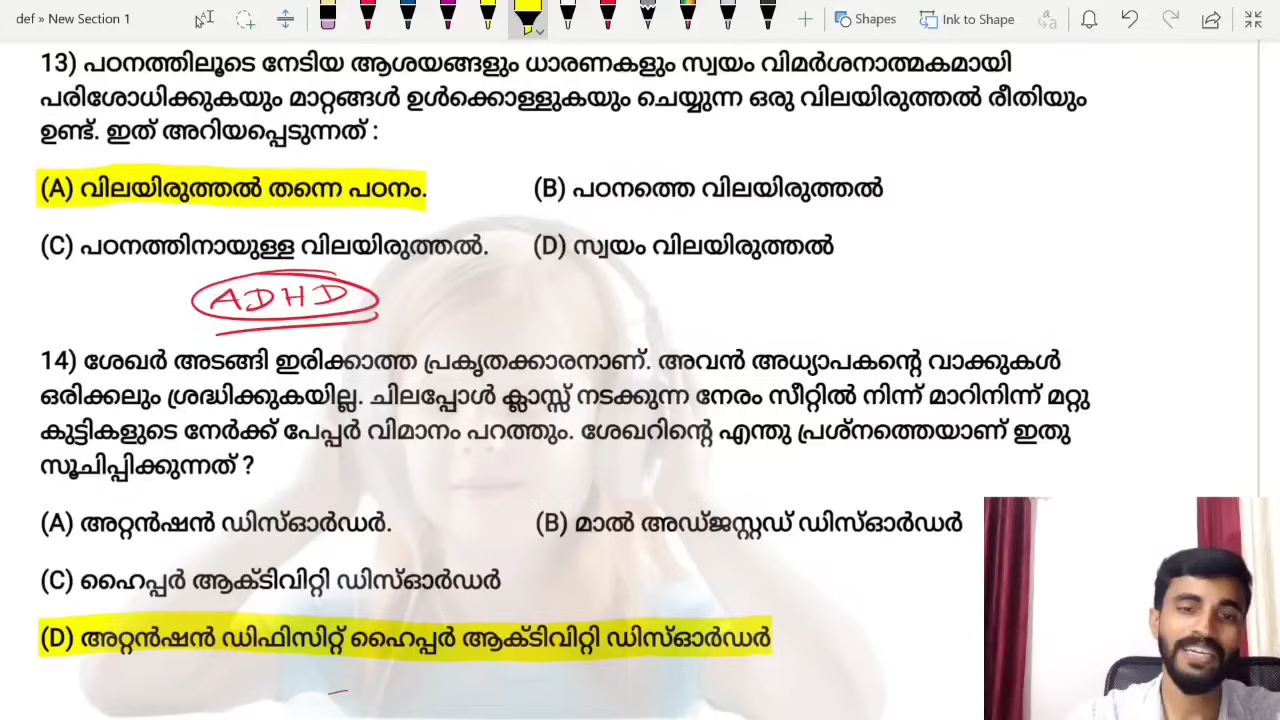 def » New Section 1
Shapes
Ink to Shape
13) പഠനത്തിലൂടെ നേടിയ ആശയങ്ങളും ധാരണകളും സ്വയം വിമർശനാത്മകമായി
പരിശോധിക്കുകയും മാറ്റങ്ങൾ ഉൾക്കൊള്ളുകയും ചെയ്യുന്ന ഒരു വിലയിരുത്തൽ രീതിയും
ഉണ്ട്. ഇത് അറിയപ്പെടുന്നത് :
(A) വിലയിരുത്തൽ തന്നെ പഠനം.
(B) പഠനത്തെ വിലയിരുത്തൽ
(C) പഠനത്തിനായുള്ള വിലയിരുത്തൽ.
(D) സ്വയം വിലയിരുത്തൽ
ADHD
14) ശേഖർ അടങ്ങി ഇരിക്കാത്ത പ്രകൃതക്കാരനാണ്. അവൻ അധ്യാപകന്റെ വാക്കുകൾ
ഒരിക്കലും ശ്രദ്ധിക്കുകയില്ല. ചിലപ്പോൾ ക്ലാസ്സ് നടക്കുന്ന നേരം സീറ്റിൽ നിന്ന് മാറിനിന്ന് മറ്റു
കുട്ടികളുടെ നേർക്ക് പേപ്പർ വിമാനം പറത്തും. ശേഖറിന്റെ എന്തു പ്രശ്നത്തെയാണ് ഇതു
സൂചിപ്പിക്കുന്നത് ?
(A) അറ്റൻഷൻ ഡിസ്ഓർഡർ.
(B) മാൽ അഡ്ജസ്റ്റഡ് ഡിസ്ഓർഡർ
(C) ഹൈപ്പർ ആക്ടിവിറ്റി ഡിസ്ഓർഡർ
(D) അറ്റൻഷൻ ഡിഫിസിറ്റ് ഹൈപ്പർ ആക്ടിവിറ്റി ഡിസ്ഓർഡർ